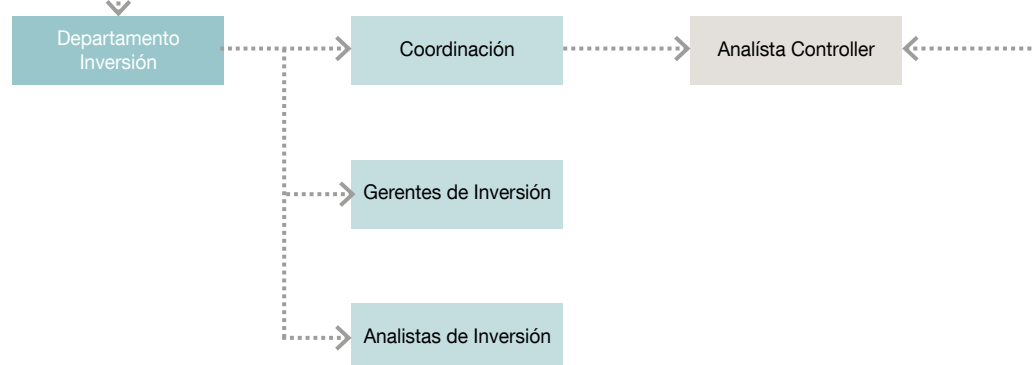 Departamento
Inversión
Coordinación
Analísta Controller
Gerentes de Inversión
Analistas de Inversión